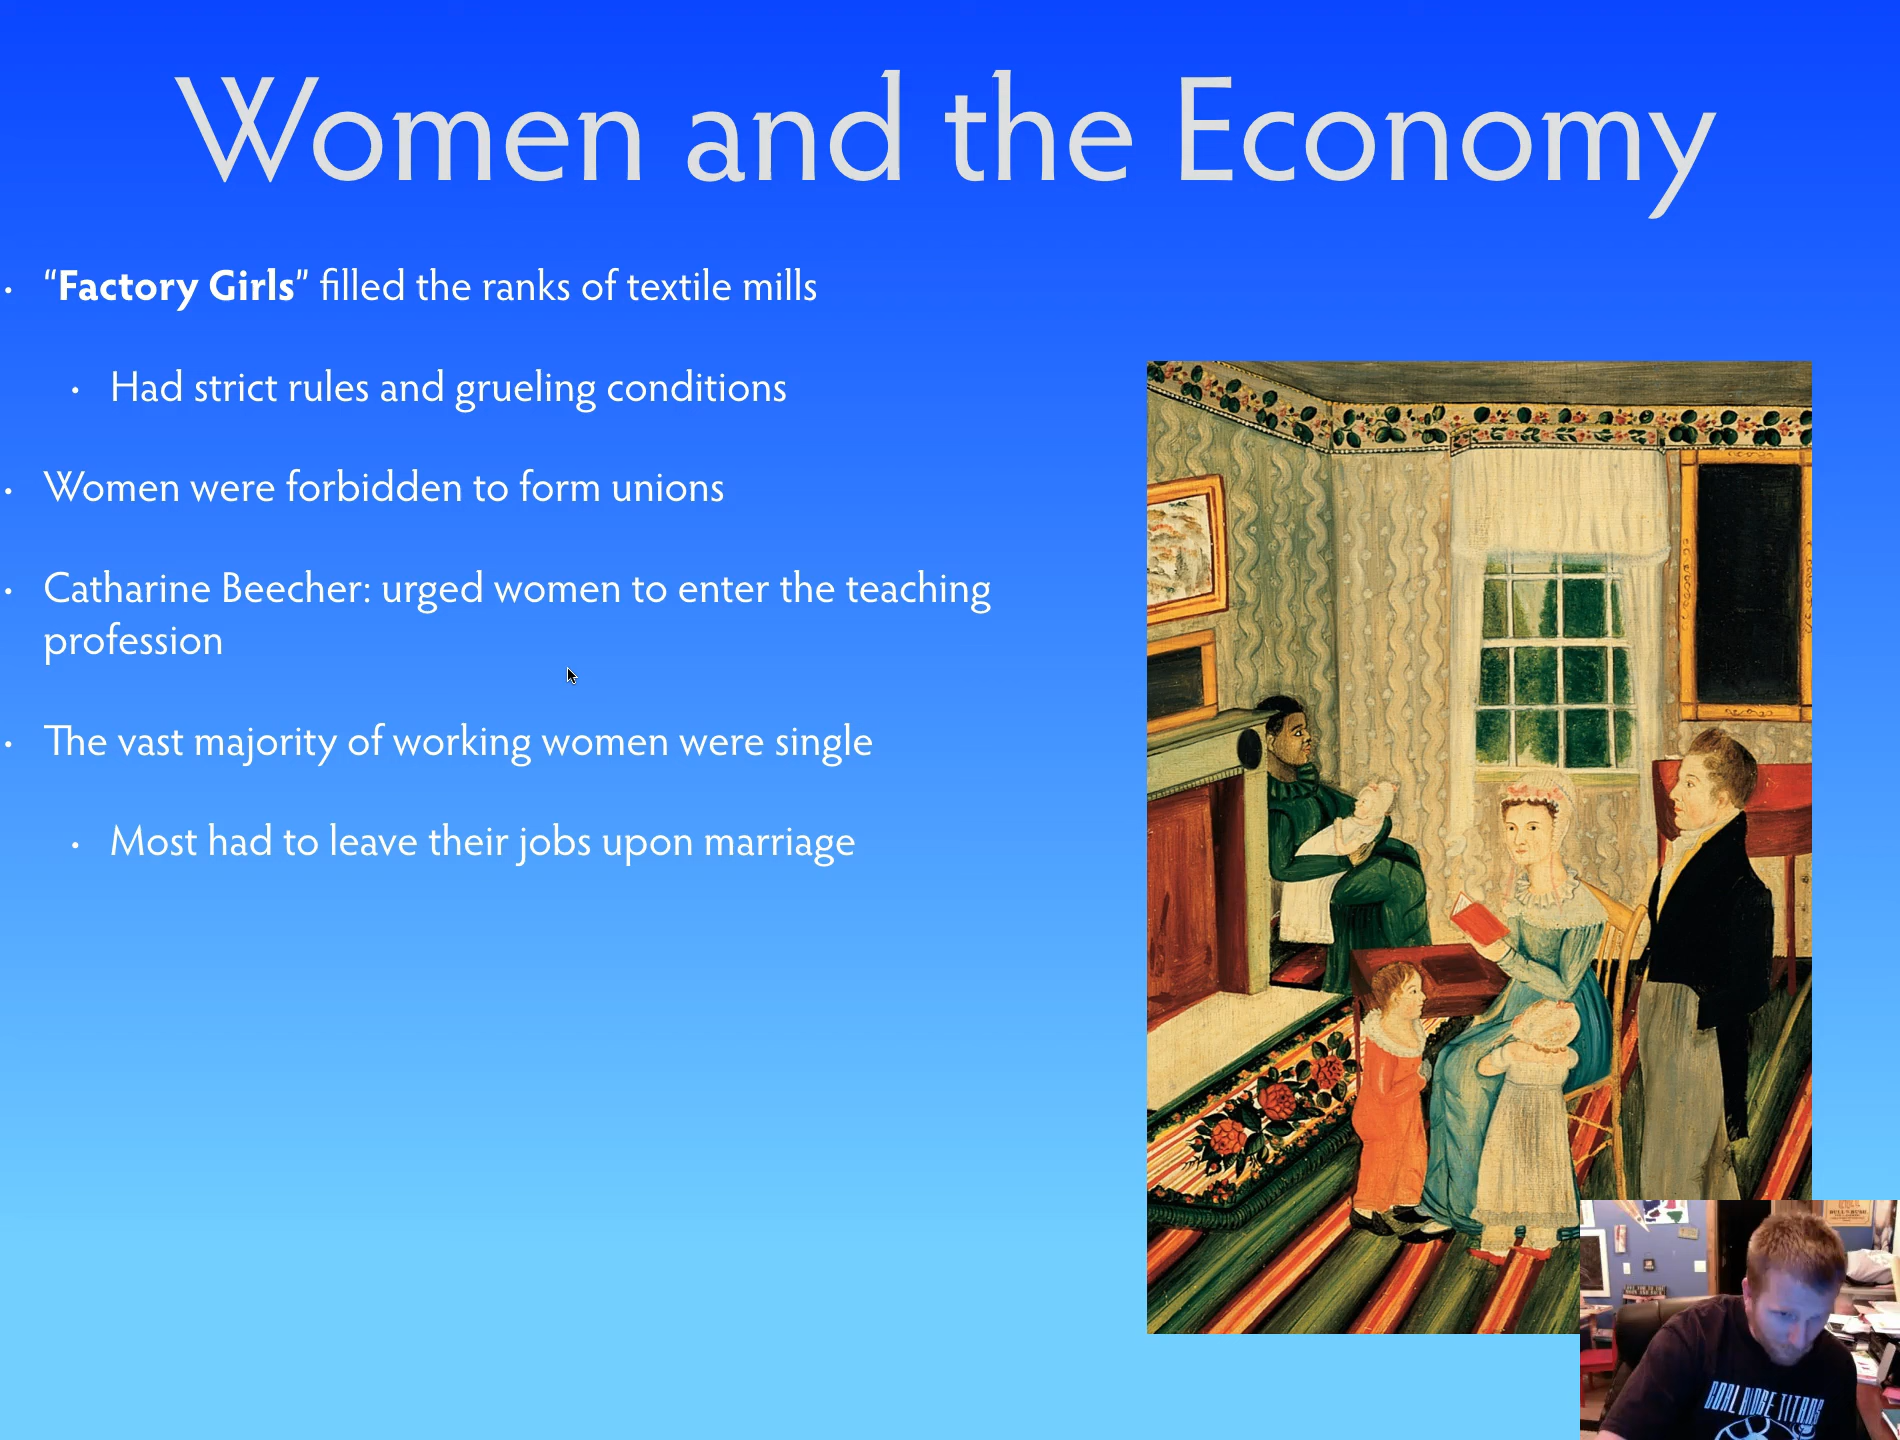 Women and the Economy
• "Factory Girls" filled the ranks of textile mills
• Had strict rules and grueling conditions
• Women were forbidden to form unions
• Catharine Beecher: urged women to enter the teaching
profession
• The vast majority of working women were single
• Most had to leave their jobs upon marriage
TITANS